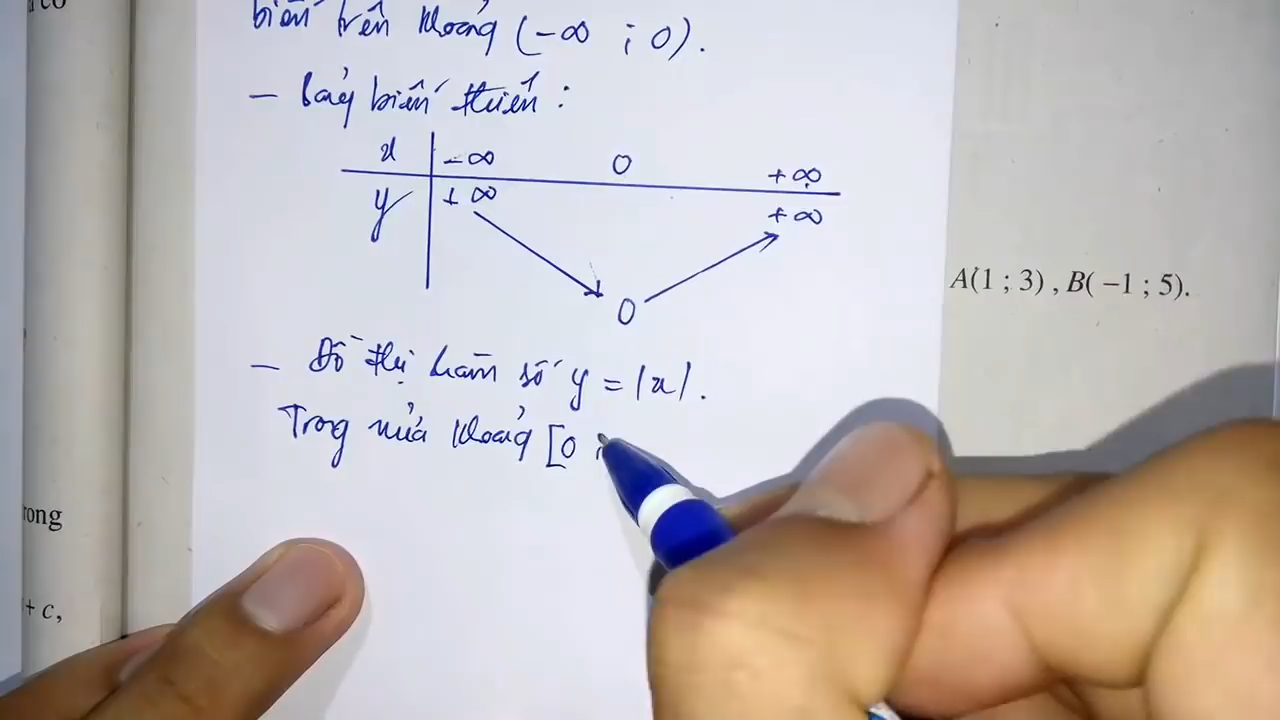 biến trên khoảng (-∞ ; 0).
- Bảng biến thiên :
x -∞ 0 +∞
y +∞ +∞
0
A(1 ; 3) , B( −1 ; 5).
- Đồ thị hàm số y = |x|.
Trong nửa khoảng [0 ;
rong
+ c,